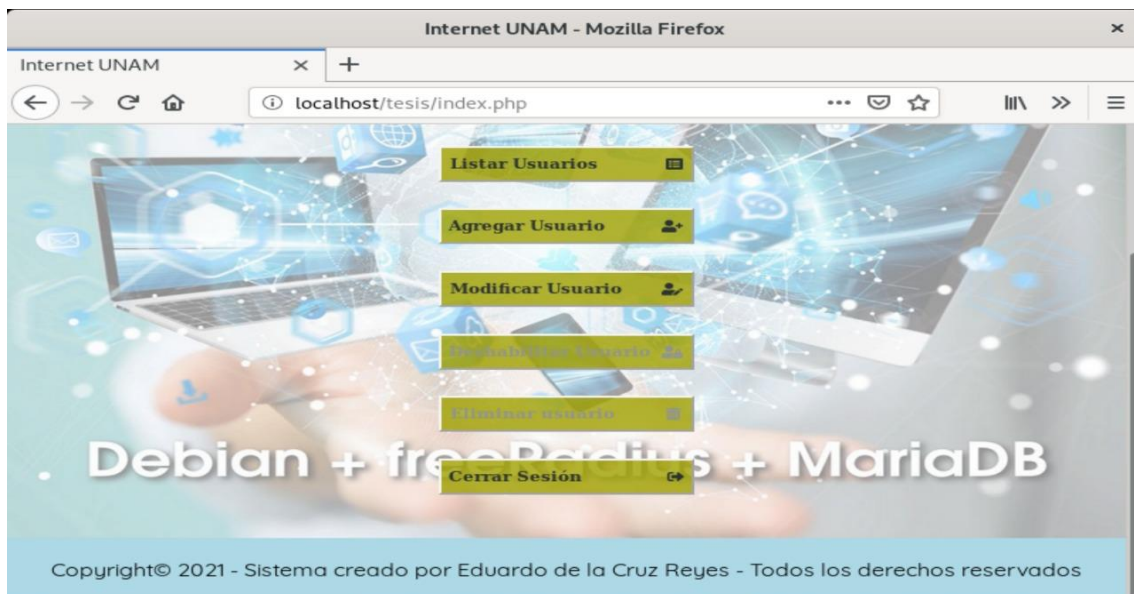 Internet UNAM - Mozilla Firefox
Internet UNAM
localhost/tesis/index.php
Listar Usuarios
Agregar Usuario
Modificar Usuario
Deshabilitar Usuario
Eliminar usuario
Debian + freeRadius + MariaDB
Cerrar Sesión
Copyright© 2021 - Sistema creado por Eduardo de la Cruz Reyes - Todos los derechos reservados